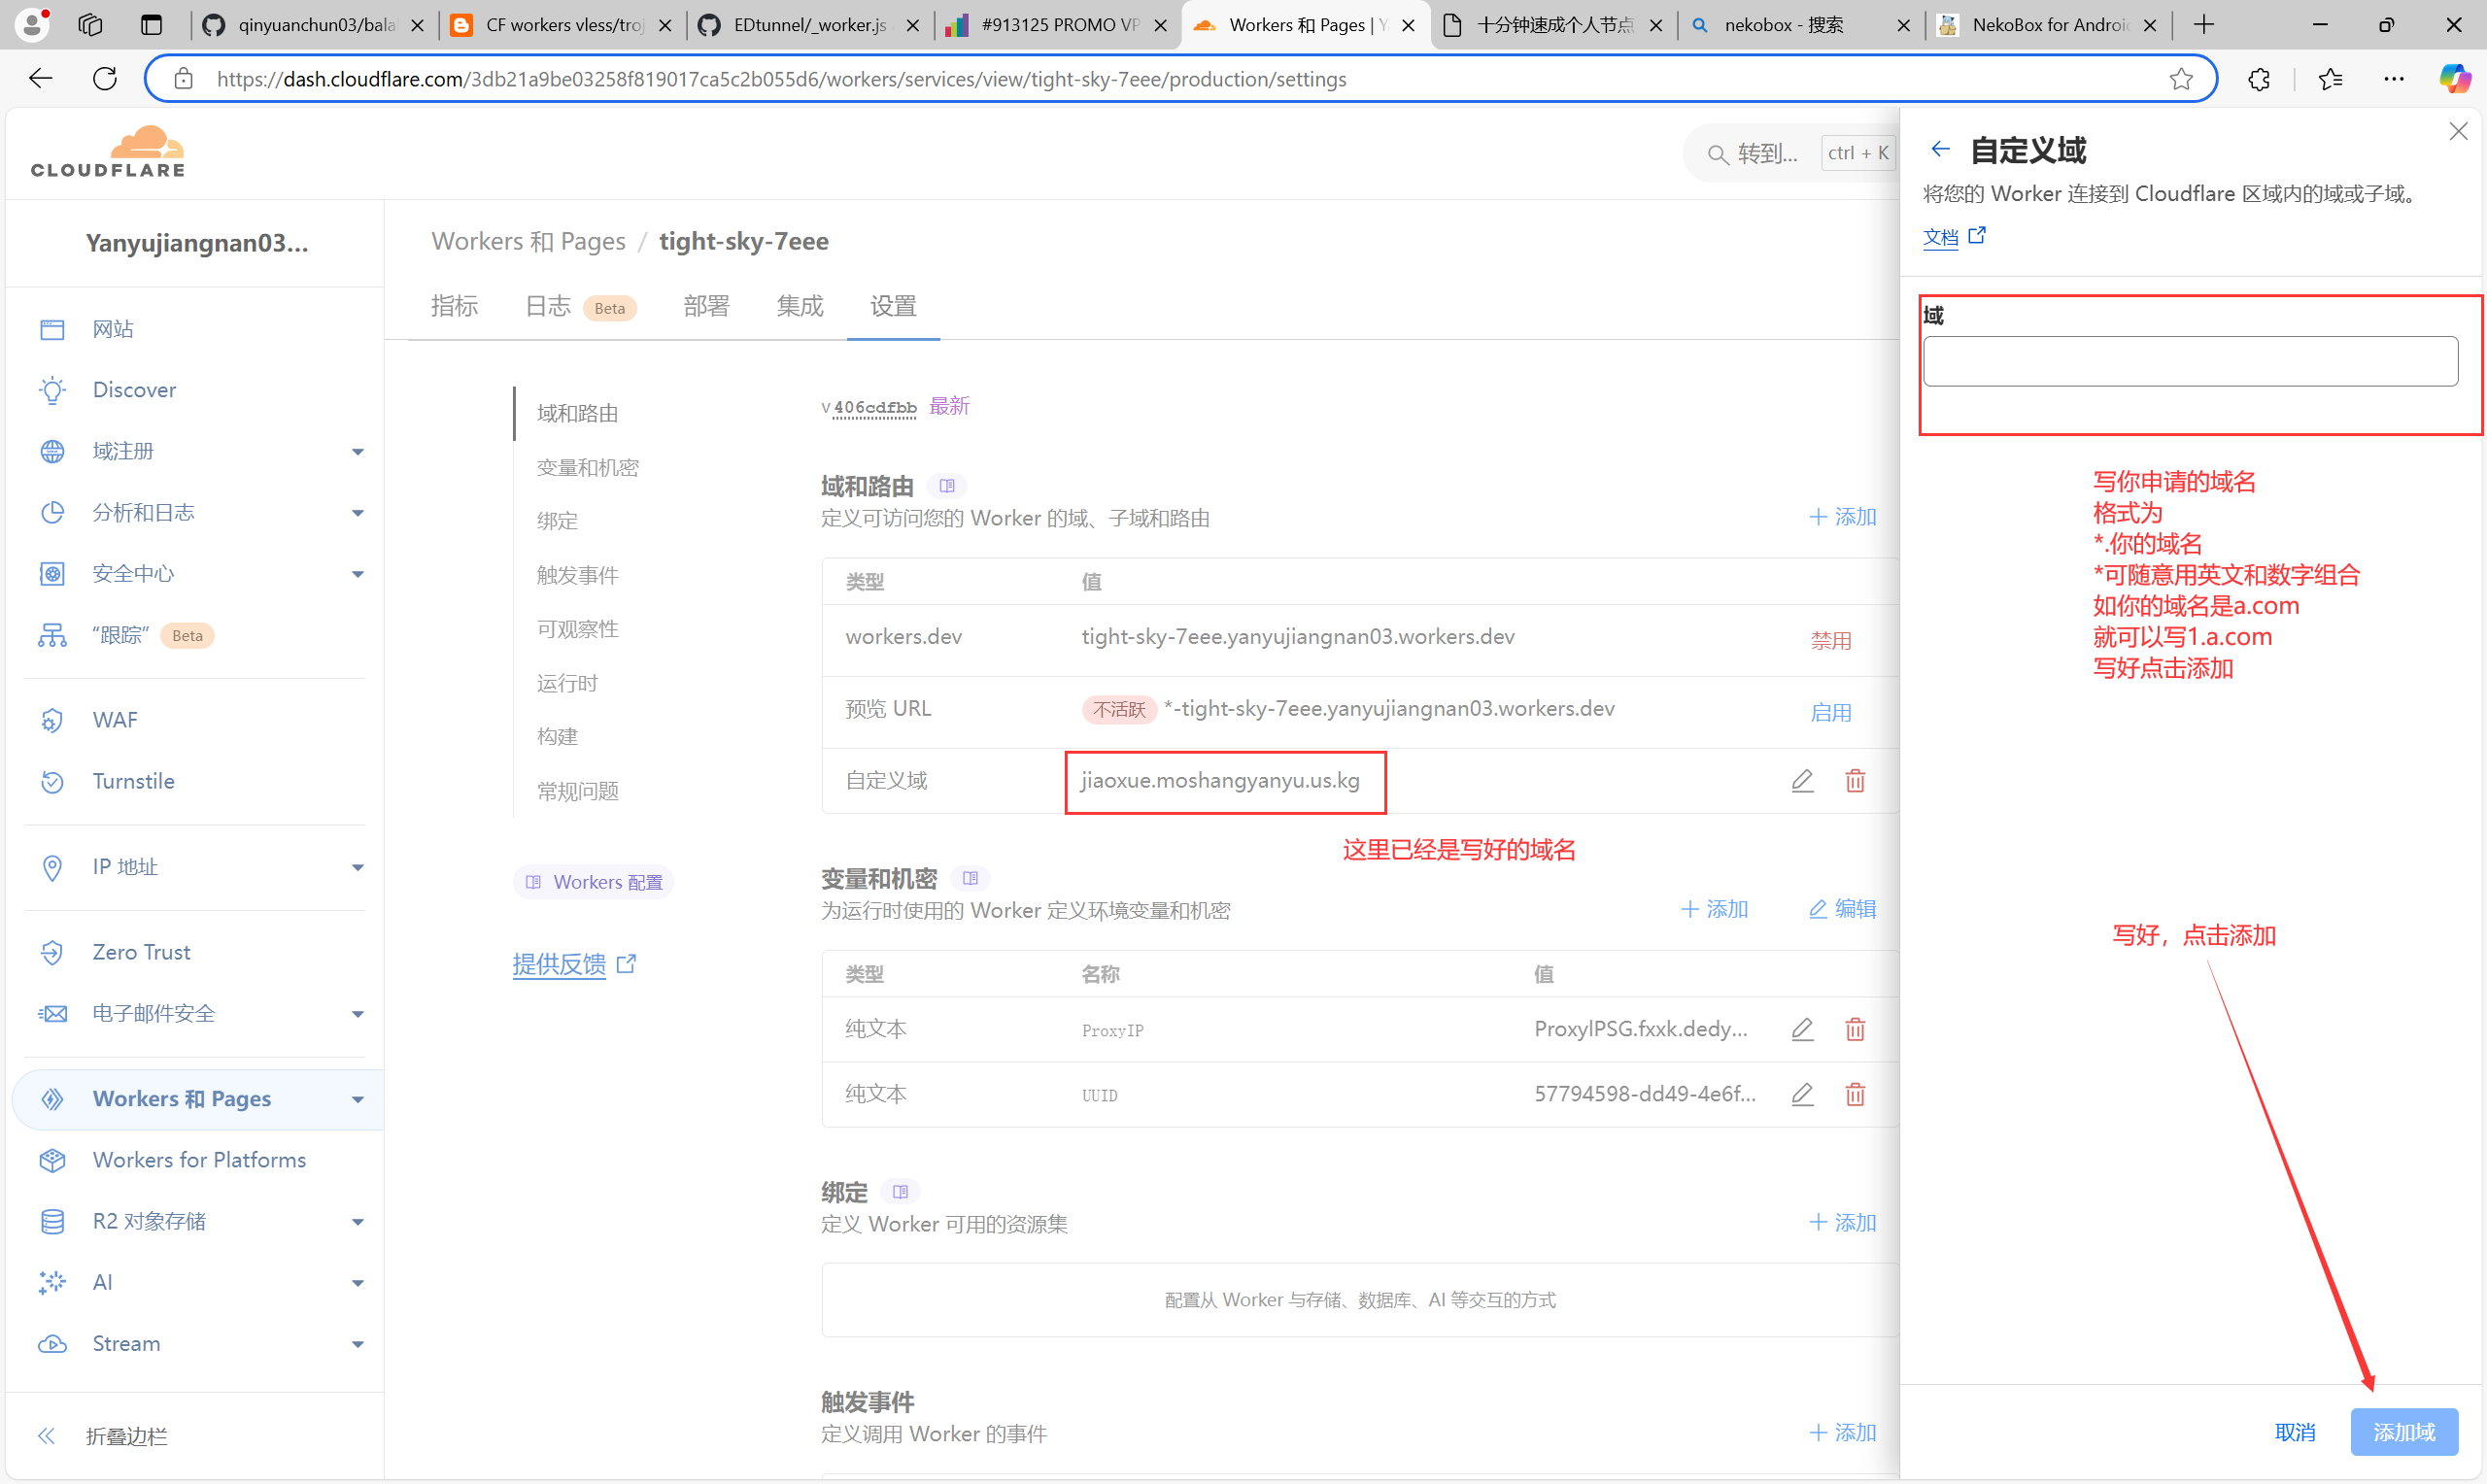 qinyuanchun03/bala
CF workers vless/troj
EDtunnel/_worker.js
#913125 PROMO VP
Workers 和 Pages | Y
十分钟速成个人节点
nekobox - 搜索
NekoBox for Androi
https://dash.cloudflare.com/3db21a9be03258f819017ca5c2b055d6/workers/services/view/tight-sky-7eee/production/settings
CLOUDFLARE
转到... ctrl + K
Yanyujiangnan03...
网站
Discover
域注册
分析和日志
安全中心
“跟踪” Beta
WAF
Turnstile
IP 地址
Zero Trust
电子邮件安全
Workers 和 Pages
Workers for Platforms
R2 对象存储
AI
Stream
折叠边栏
Workers 和 Pages / tight-sky-7eee
指标 日志 Beta 部署 集成 设置
域和路由
变量和机密
绑定
触发事件
可观察性
运行时
构建
常规问题
Workers 配置
提供反馈
v406cdfbb 最新
域和路由
定义可访问您的 Worker 的域、子域和路由 + 添加
类型 值
workers.dev tight-sky-7eee.yanyujiangnan03.workers.dev 禁用
预览 URL 不活跃 *-tight-sky-7eee.yanyujiangnan03.workers.dev 启用
自定义域 jiaoxue.moshangyanyu.us.kg
这里已经是写好的域名
变量和机密
为运行时使用的 Worker 定义环境变量和机密 + 添加 编辑
类型 名称 值
纯文本 ProxyIP ProxyIPSG.fxxk.dedy...
纯文本 UUID 57794598-dd49-4e6f...
绑定
定义 Worker 可用的资源集 + 添加
配置从 Worker 与存储、数据库、AI 等交互的方式
触发事件
定义调用 Worker 的事件 + 添加
自定义域
将您的 Worker 连接到 Cloudflare 区域内的域或子域。
文档
域
写你申请的域名
格式为
*.你的域名
*可随意用英文和数字组合
如你的域名是a.com
就可以写1.a.com
写好点击添加
写好，点击添加
取消 添加域